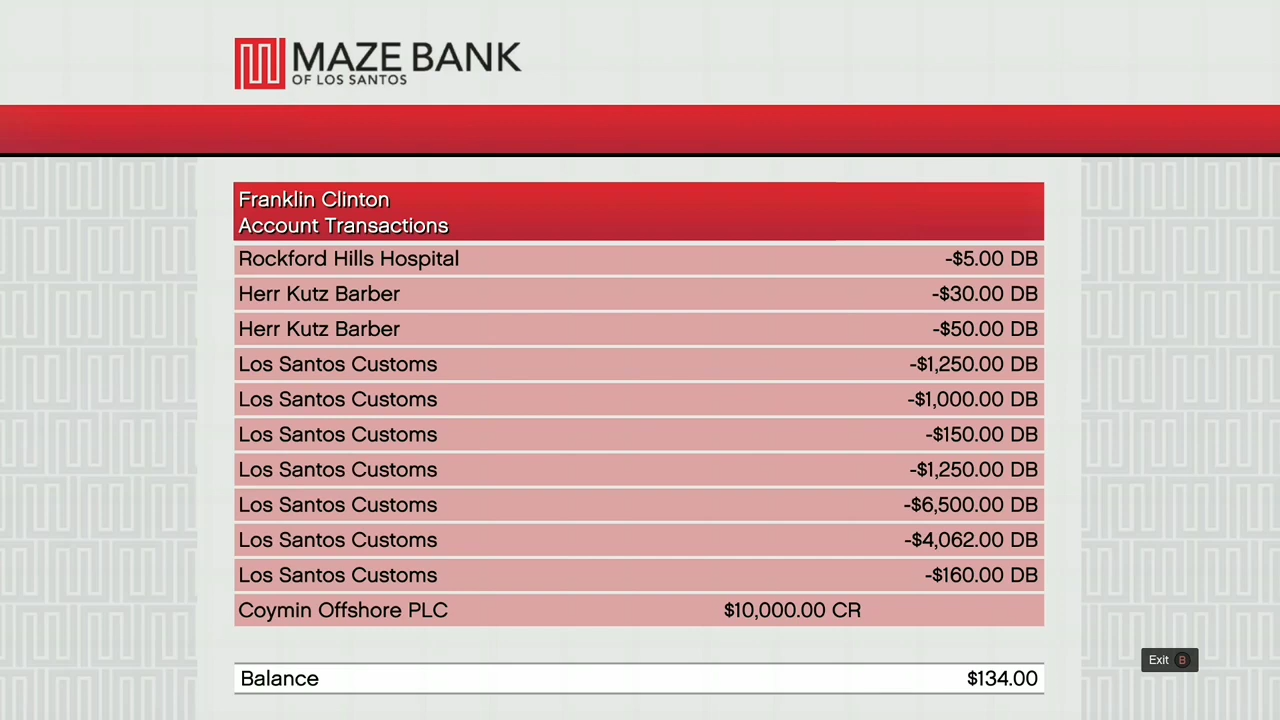 MAZE BANK
OF LOS SANTOS
Franklin Clinton
Account Transactions
Rockford Hills Hospital -$5.00 DB
Herr Kutz Barber -$30.00 DB
Herr Kutz Barber -$50.00 DB
Los Santos Customs -$1,250.00 DB
Los Santos Customs -$1,000.00 DB
Los Santos Customs -$150.00 DB
Los Santos Customs -$1,250.00 DB
Los Santos Customs -$6,500.00 DB
Los Santos Customs -$4,062.00 DB
Los Santos Customs -$160.00 DB
Coymin Offshore PLC $10,000.00 CR
Exit B
Balance $134.00